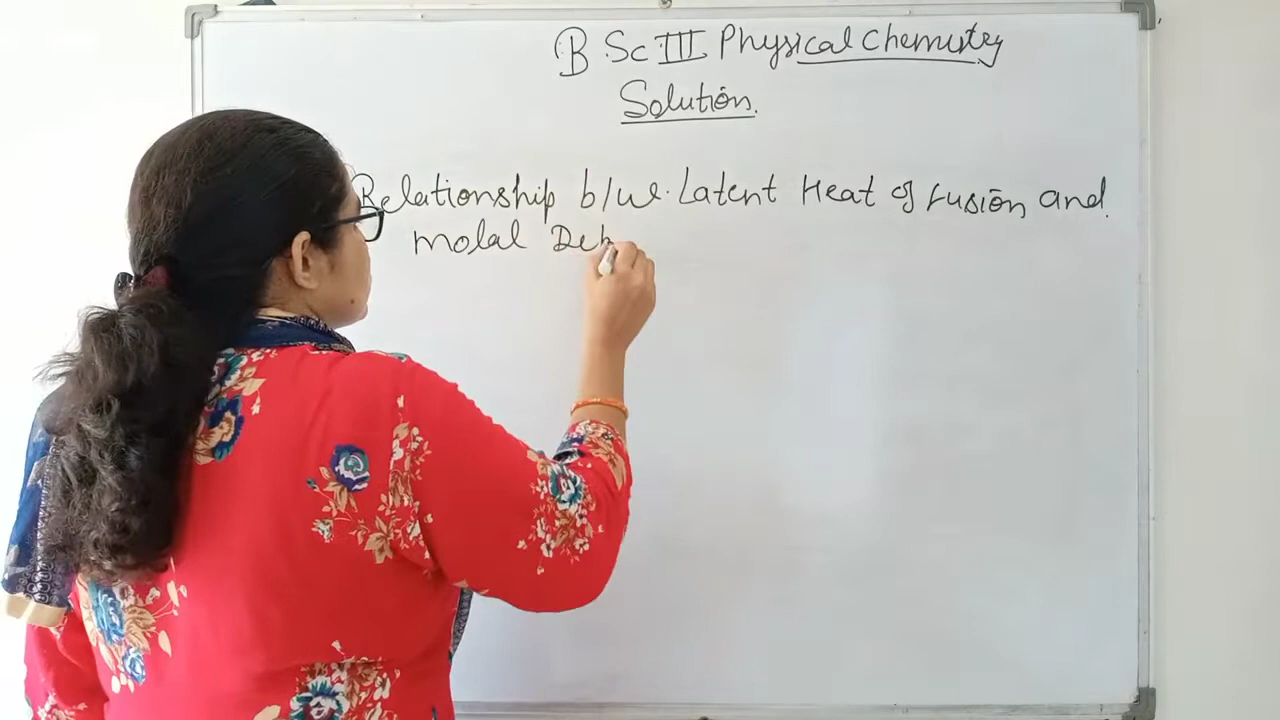 B.Sc III Physical Chemistry
Solution.
Relationship b/w. Latent Heat of Fusion and
Molal Dep